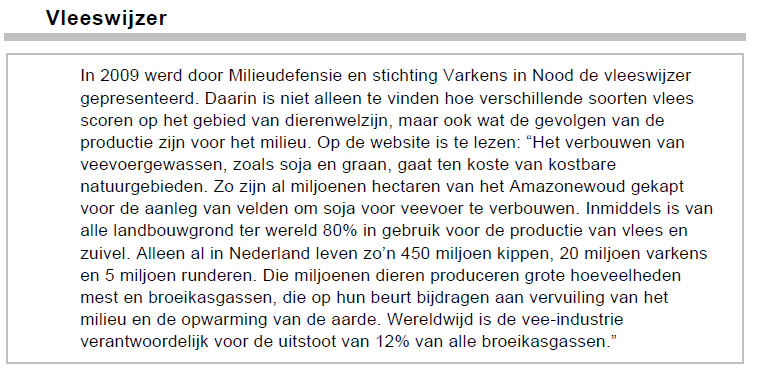 Vleeswijzer
In 2009 werd door Milieudefensie en stichting Varkens in Nood de vleeswijzer
gepresenteerd. Daarin is niet alleen te vinden hoe verschillende soorten vlees
scoren op het gebied van dierenwelzijn, maar ook wat de gevolgen van de
productie zijn voor het milieu. Op de website is te lezen: “Het verbouwen van
veevoergewassen, zoals soja en graan, gaat ten koste van kostbare
natuurgebieden. Zo zijn al miljoenen hectaren van het Amazonewoud gekapt
voor de aanleg van velden om soja voor veevoer te verbouwen. Inmiddels is van
alle landbouwgrond ter wereld 80% in gebruik voor de productie van vlees en
zuivel. Alleen al in Nederland leven zo’n 450 miljoen kippen, 20 miljoen varkens
en 5 miljoen runderen. Die miljoenen dieren produceren grote hoeveelheden
mest en broeikasgassen, die op hun beurt bijdragen aan vervuiling van het
milieu en de opwarming van de aarde. Wereldwijd is de vee-industrie
verantwoordelijk voor de uitstoot van 12% van alle broeikasgassen.”